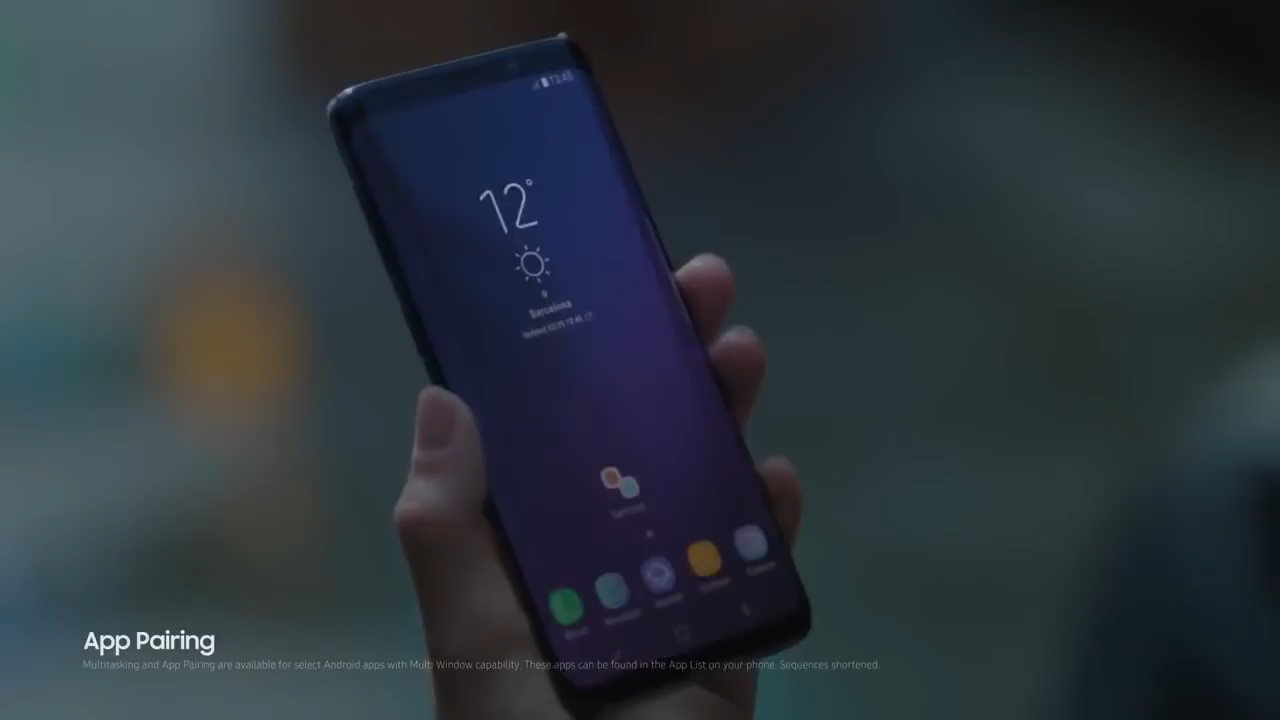 12:45
12°
Barcelona
Updated
App Pairing
Multitasking and App Pairing are available for select Android apps with Multi Window capability. These apps can be found in the App List on your phone. Sequences shortened.